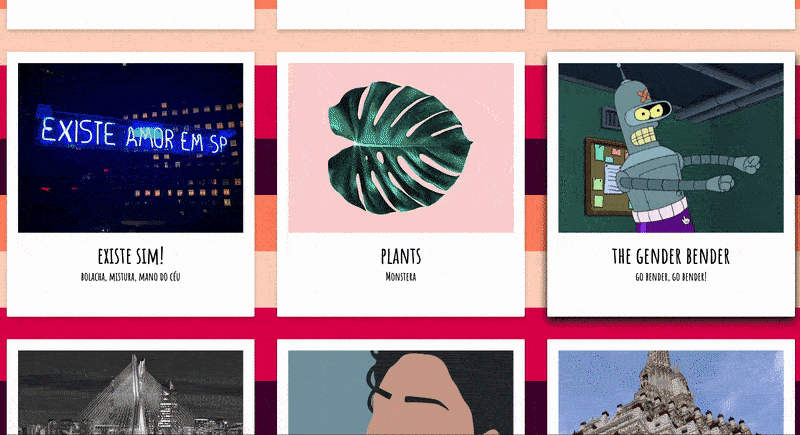 EXISTE AMOR EM SP
EXISTE SIM!
BOLACHA, MISTURA, MANO DO CÉU
PLANTS
MONSTERA
THE GENDER BENDER
GO BENDER, GO BENDER!